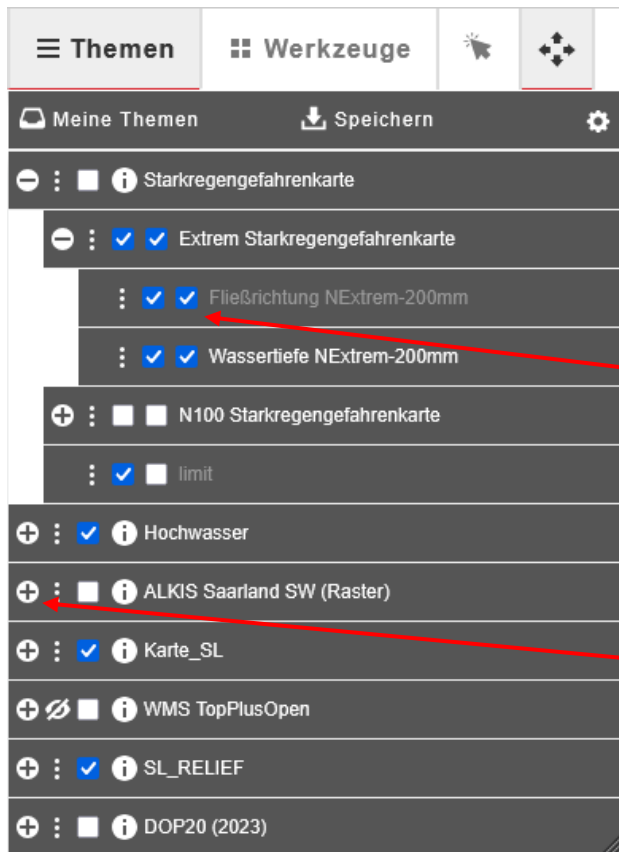 Themen
Werkzeuge
Meine Themen
Speichern
Starkregengefahrenkarte
Extrem Starkregengefahrenkarte
Fließrichtung NExtrem-200mm
Wassertiefe NExtrem-200mm
N100 Starkregengefahrenkarte
limit
Hochwasser
ALKIS Saarland SW (Raster)
Karte_SL
WMS TopPlusOpen
SL_RELIEF
DOP20 (2023)